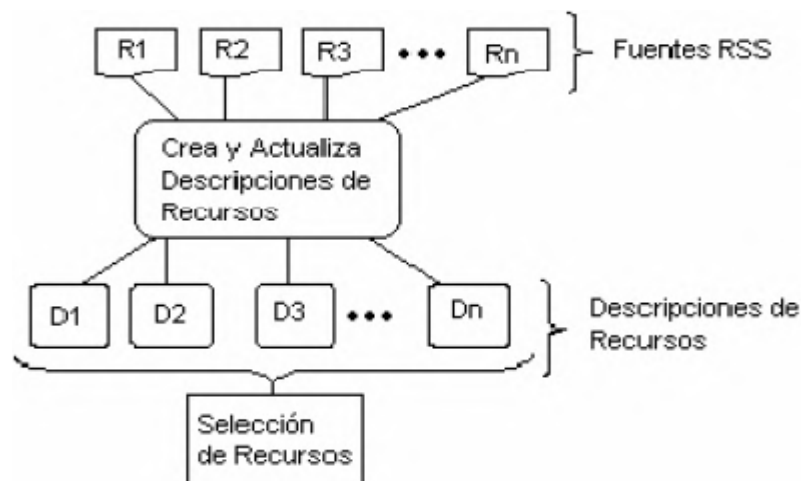 R1 R2 R3 ••• Rn
Fuentes RSS
Crea y Actualiza
Descripciones de
Recursos
D1 D2 D3 ••• Dn
Descripciones de
Recursos
Selección
de Recursos